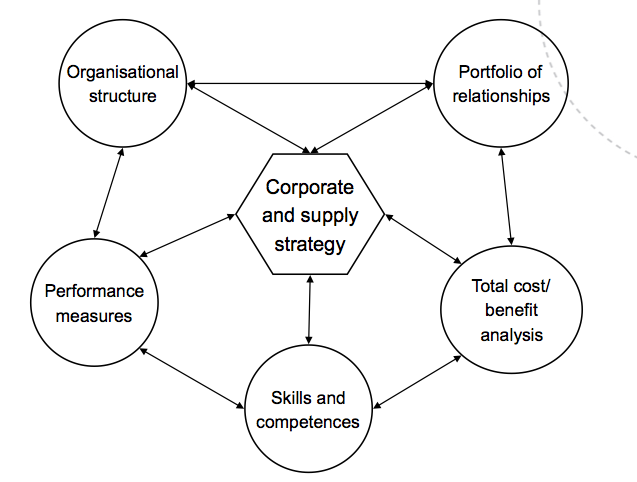 Organisational
structure
Portfolio of
relationships
Corporate
and supply
strategy
Performance
measures
Total cost/
benefit
analysis
Skills and
competences